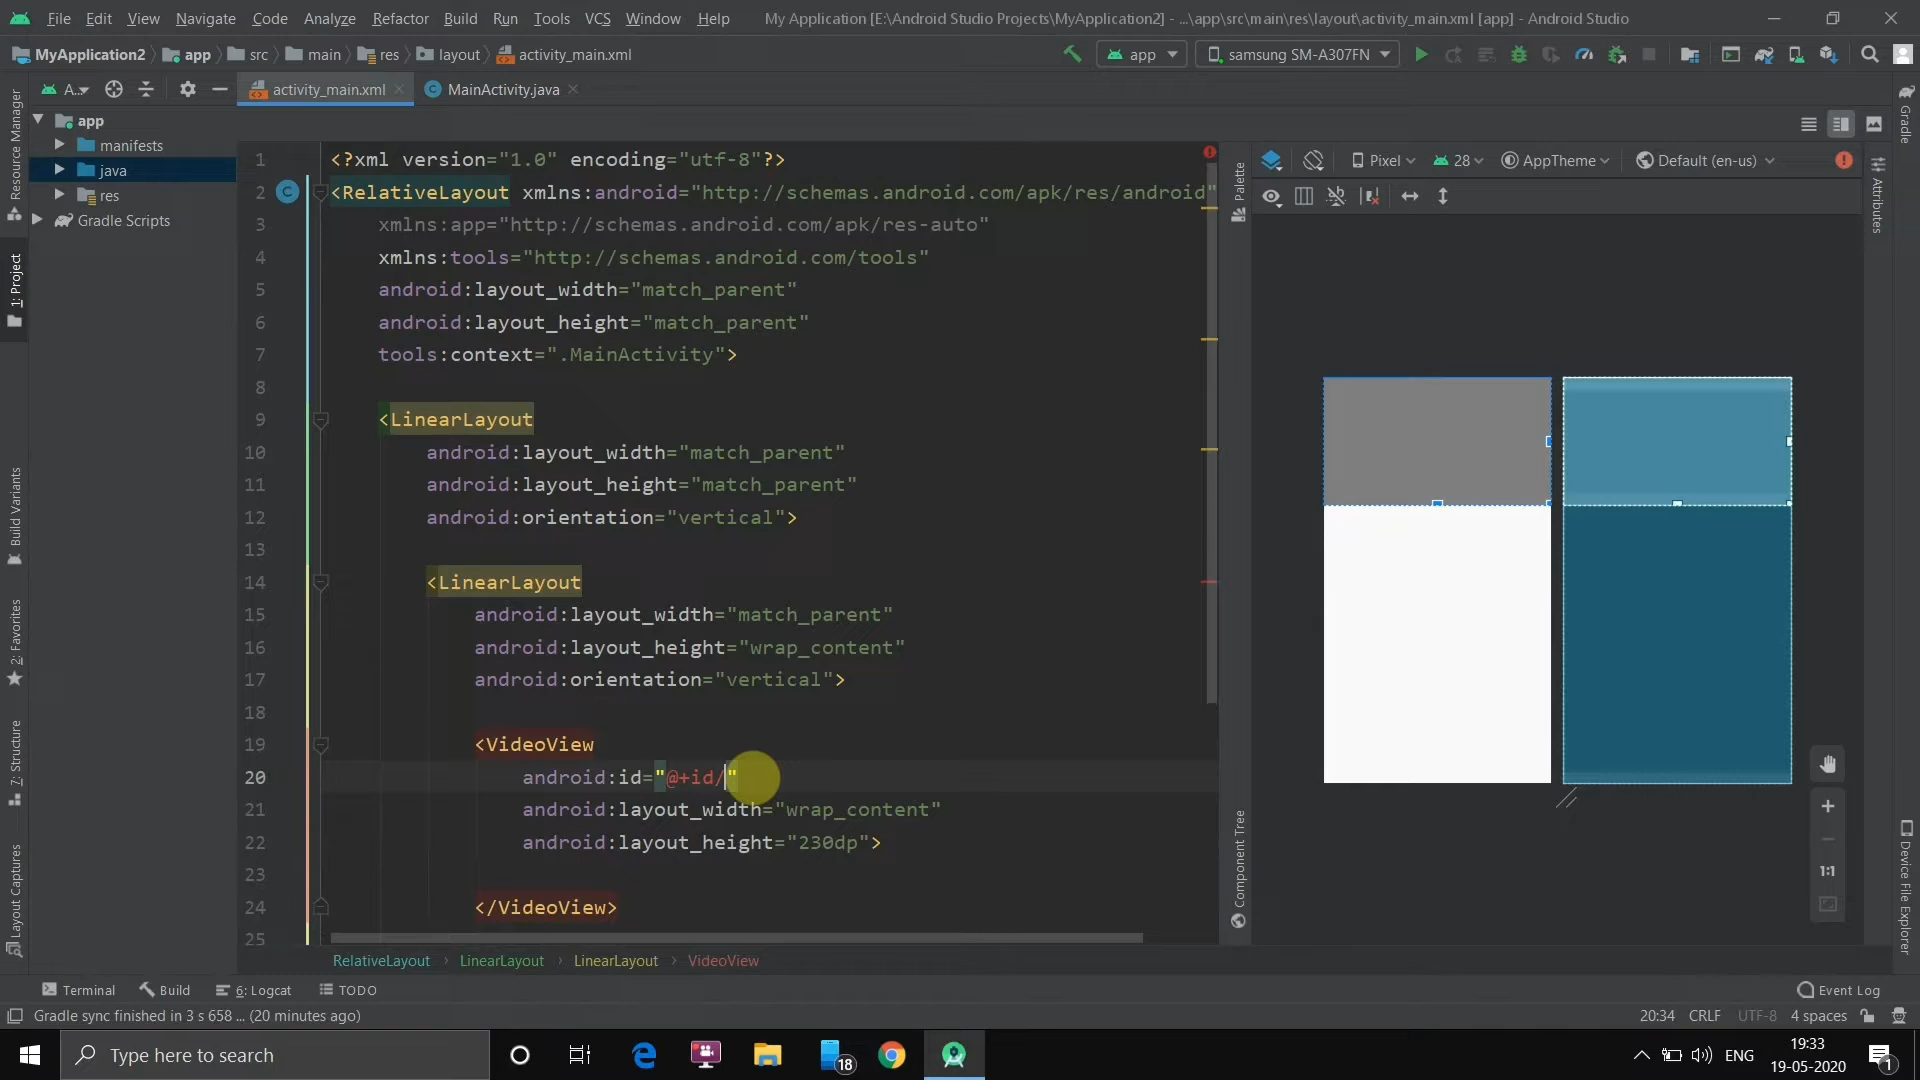 File Edit View Navigate Code Analyze Refactor Build Run Tools VCS Window Help My Application [E:\Android Studio Projects\MyApplication2] - ...\app\src\main\res\layout\activity_main.xml [app] - Android Studio
MyApplication2 app src main res layout activity_main.xml app samsung SM-A307FN
A... activity_main.xml MainActivity.java
app
manifests
java
res
Gradle Scripts
Resource Manager
1: Project
Build Variants
2: Favorites
7: Structure
Layout Captures
1 <?xml version="1.0" encoding="utf-8"?>
2 <RelativeLayout xmlns:android="http://schemas.android.com/apk/res/android"
3 xmlns:app="http://schemas.android.com/apk/res-auto"
4 xmlns:tools="http://schemas.android.com/tools"
5 android:layout_width="match_parent"
6 android:layout_height="match_parent"
7 tools:context=".MainActivity">
8
9 <LinearLayout
10 android:layout_width="match_parent"
11 android:layout_height="match_parent"
12 android:orientation="vertical">
13
14 <LinearLayout
15 android:layout_width="match_parent"
16 android:layout_height="wrap_content"
17 android:orientation="vertical">
18
19 <VideoView
20 android:id="@+id/"
21 android:layout_width="wrap_content"
22 android:layout_height="230dp">
23
24 </VideoView>
25
RelativeLayout LinearLayout LinearLayout VideoView
Palette
Component Tree
Pixel 28 AppTheme Default (en-us)
1:1
Gradle
Attributes
Device File Explorer
Terminal Build 6: Logcat TODO Event Log
Gradle sync finished in 3 s 658 ... (20 minutes ago) 20:34 CRLF UTF-8 4 spaces
Type here to search 18 ENG 19:33
19-05-2020 1